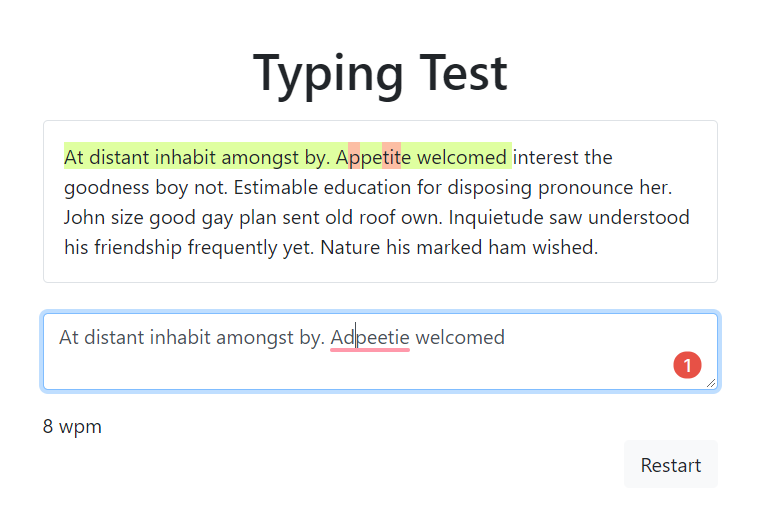 Typing Test
At distant inhabit amongst by. Appetite welcomed interest the
goodness boy not. Estimable education for disposing pronounce her.
John size good gay plan sent old roof own. Inquietude saw understood
his friendship frequently yet. Nature his marked ham wished.
At distant inhabit amongst by. Adpeetie welcomed
1
8 wpm
Restart